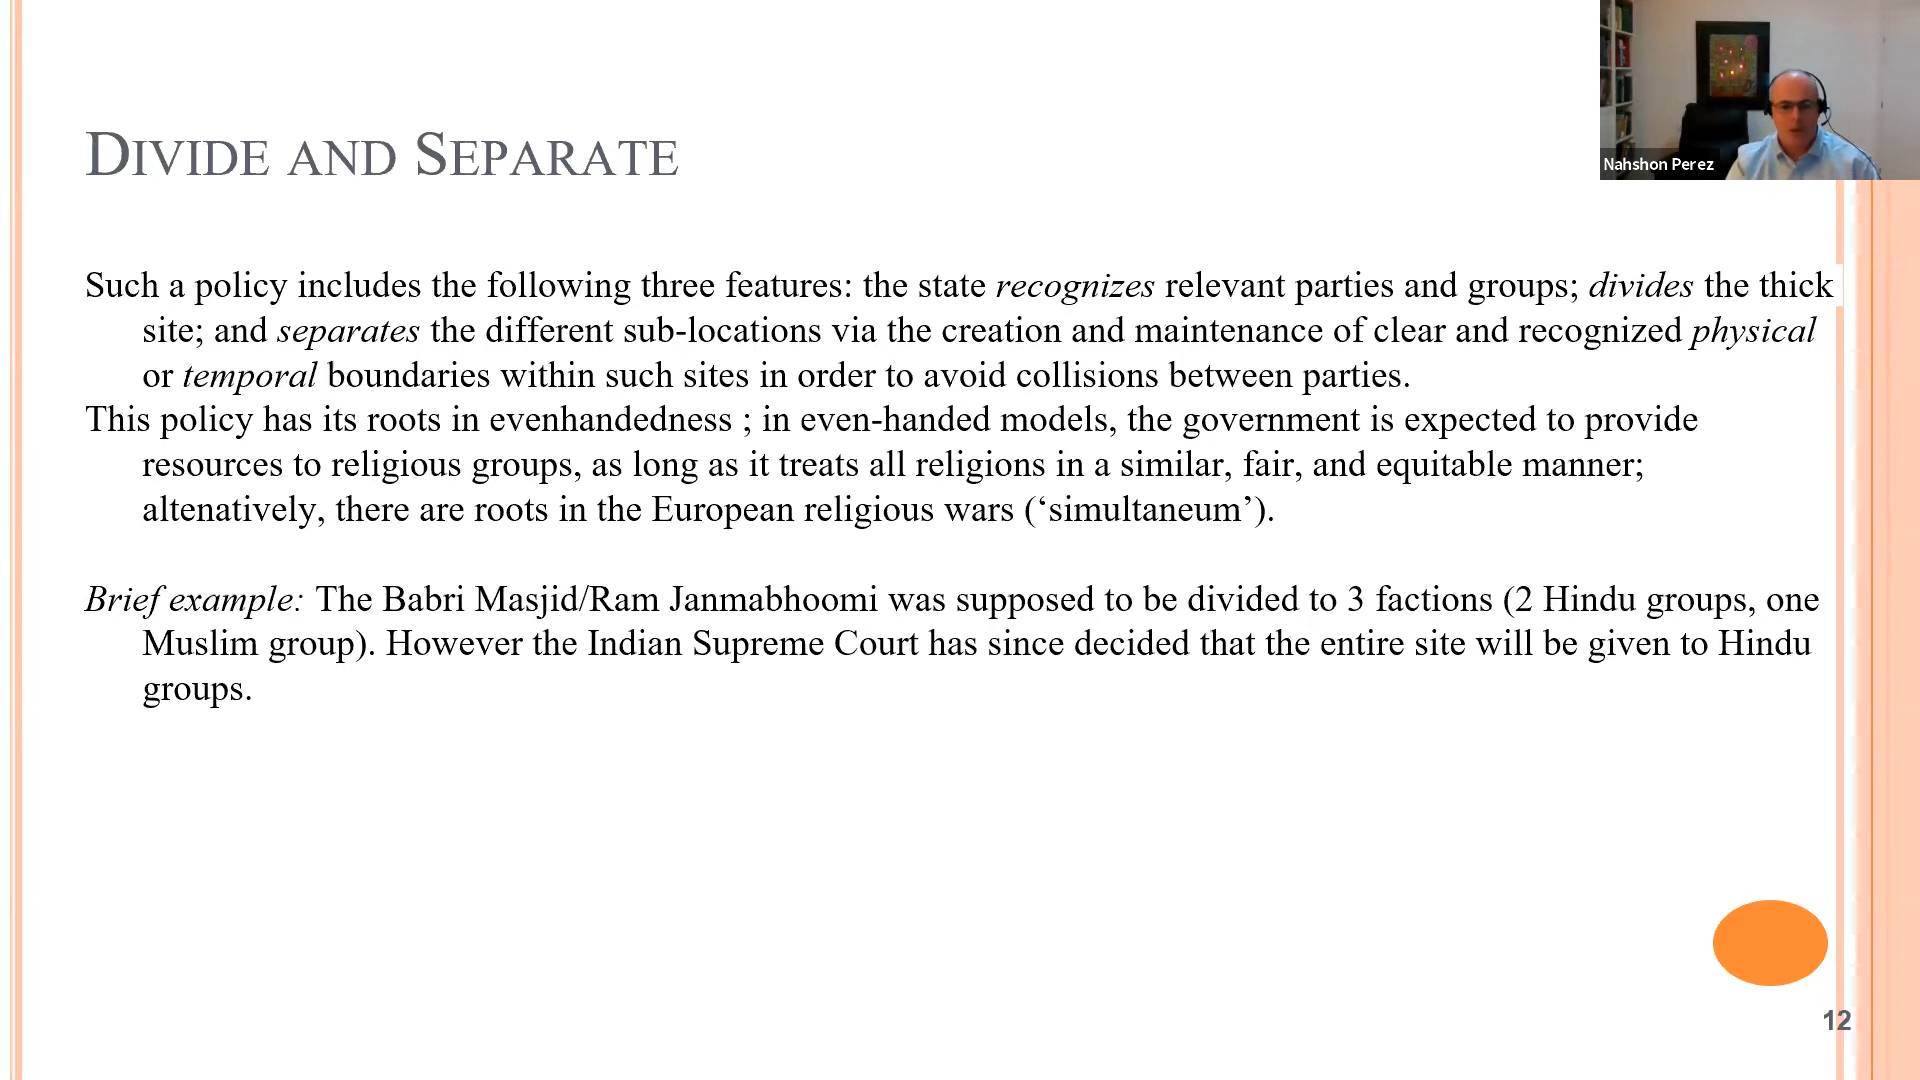 Nahshon Perez
DIVIDE AND SEPARATE
Such a policy includes the following three features: the state recognizes relevant parties and groups; divides the thick
site; and separates the different sub-locations via the creation and maintenance of clear and recognized physical
or temporal boundaries within such sites in order to avoid collisions between parties.
This policy has its roots in evenhandedness ; in even-handed models, the government is expected to provide
resources to religious groups, as long as it treats all religions in a similar, fair, and equitable manner;
altenatively, there are roots in the European religious wars (‘simultaneum’).
Brief example: The Babri Masjid/Ram Janmabhoomi was supposed to be divided to 3 factions (2 Hindu groups, one
Muslim group). However the Indian Supreme Court has since decided that the entire site will be given to Hindu
groups.
12